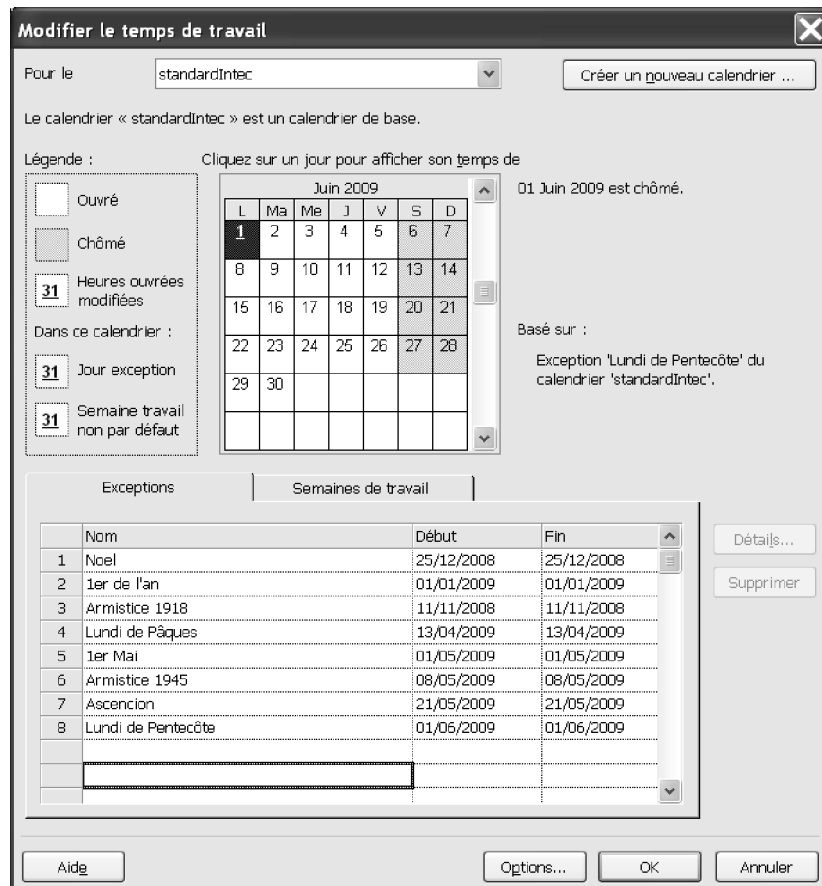 Modifier le temps de travail
Pour le standardIntec Créer un nouveau calendrier ...
Le calendrier « standardIntec » est un calendrier de base.
Légende : Cliquez sur un jour pour afficher son temps de
Ouvré
Chômé
31 Heures ouvrées
modifiées
Dans ce calendrier :
31 Jour exception
31 Semaine travail
non par défaut
Juin 2009
L Ma Me J V S D
1 2 3 4 5 6 7
8 9 10 11 12 13 14
15 16 17 18 19 20 21
22 23 24 25 26 27 28
29 30
01 Juin 2009 est chômé.
Basé sur :
Exception 'Lundi de Pentecôte' du
calendrier 'standardIntec'.
Exceptions Semaines de travail
Nom Début Fin
1 Noel 25/12/2008 25/12/2008
2 1er de l'an 01/01/2009 01/01/2009
3 Armistice 1918 11/11/2008 11/11/2008
4 Lundi de Pâques 13/04/2009 13/04/2009
5 1er Mai 01/05/2009 01/05/2009
6 Armistice 1945 08/05/2009 08/05/2009
7 Ascencion 21/05/2009 21/05/2009
8 Lundi de Pentecôte 01/06/2009 01/06/2009
Détails...
Supprimer
Aide Options... OK Annuler